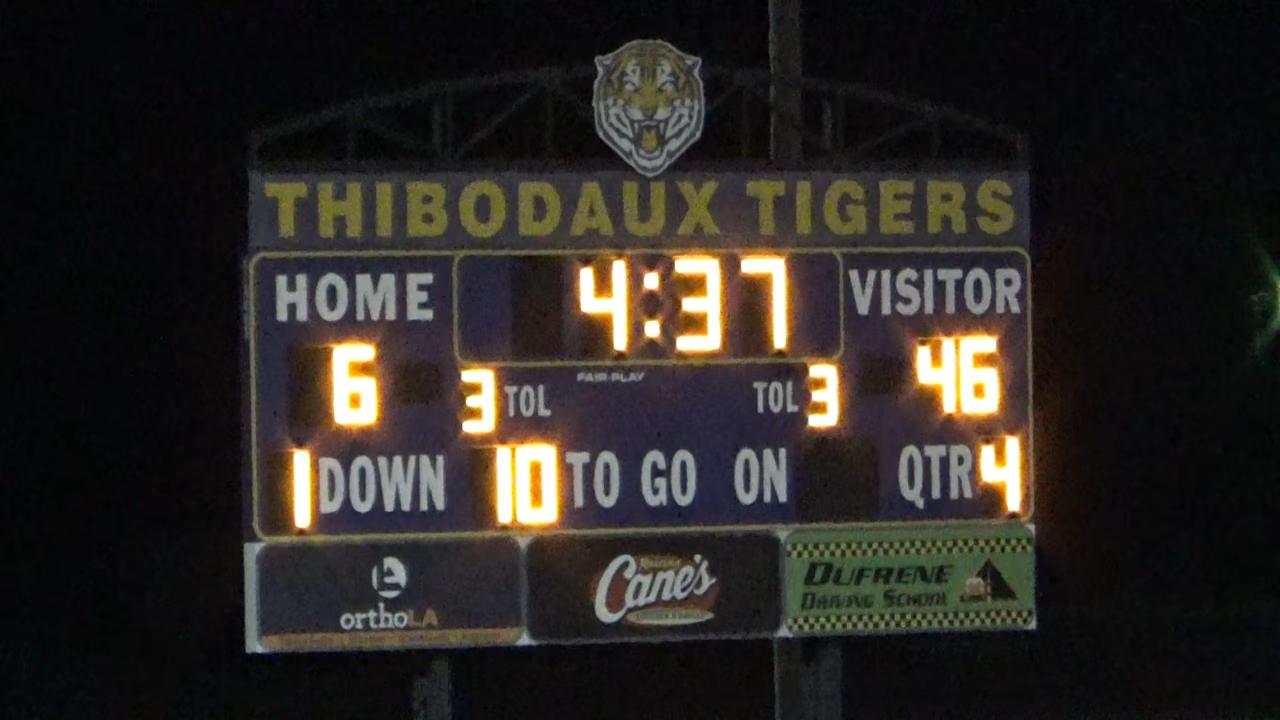 THIBODAUX TIGERS
HOME 4:37 VISITOR
6 46
3 TOL FAIR-PLAY TOL 3
1 DOWN 10 TO GO ON QTR 4
orthoLA
Raising
Cane's
DUFRENE
DRIVING SCHOOL